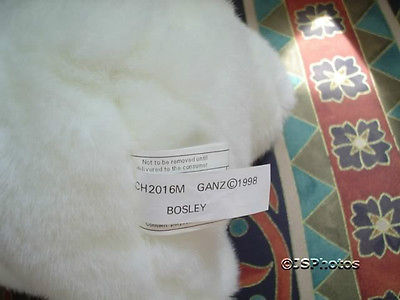 Not to be removed until
delivered to the consumer
CH2016M GANZ©1998
BOSLEY
©JSPhotos